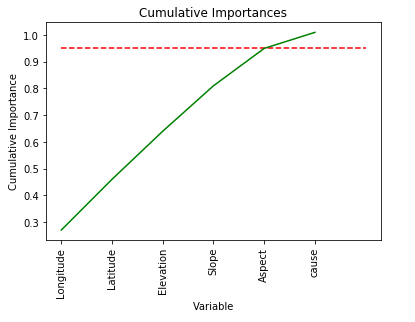 Cumulative Importances
Cumulative Importance
1.0
0.9
0.8
0.7
0.6
0.5
0.4
0.3
Longitude
Latitude
Elevation
Slope
Aspect
cause
Variable